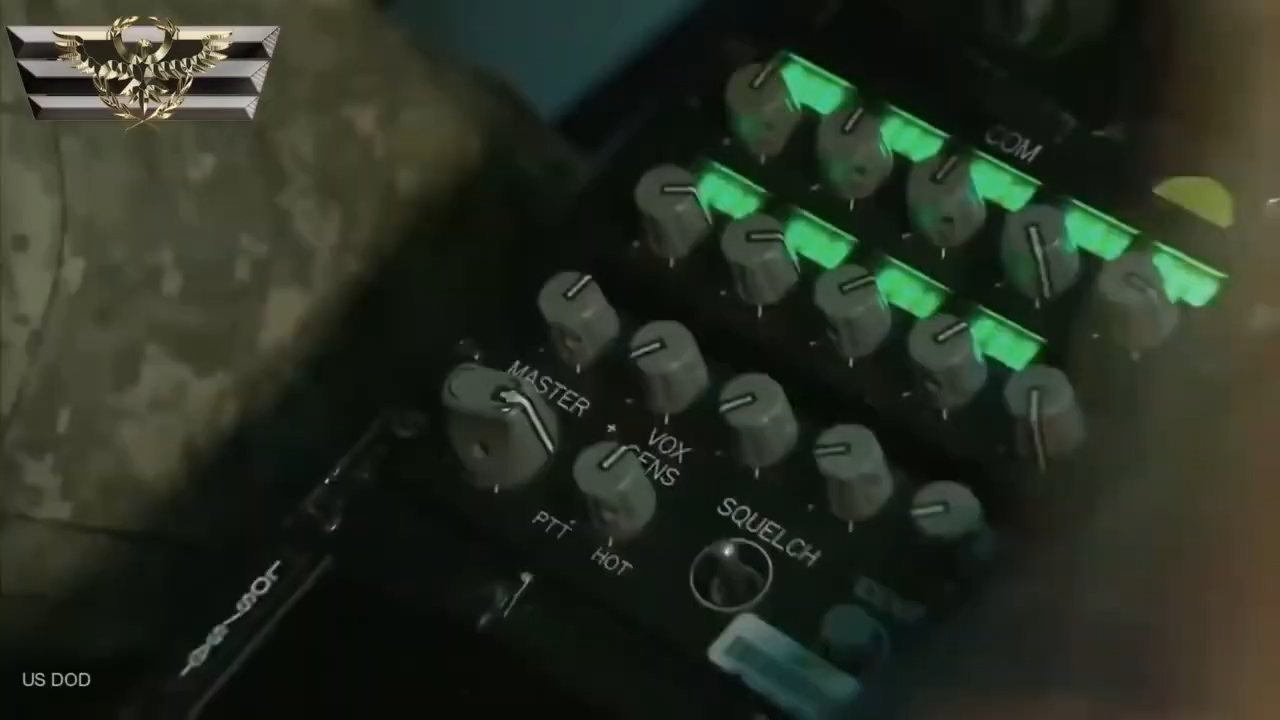 COM
MASTER
VOX
SENS
SQUELCH
PTT
HOT
US DOD